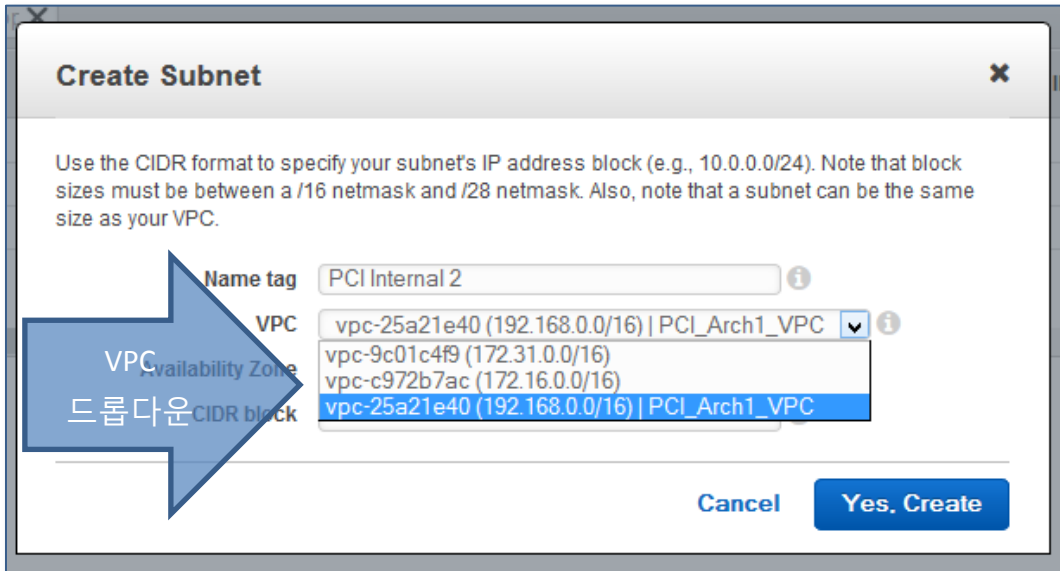 Create Subnet
Use the CIDR format to specify your subnet's IP address block (e.g., 10.0.0.0/24). Note that block
sizes must be between a /16 netmask and /28 netmask. Also, note that a subnet can be the same
size as your VPC.
Name tag PCI Internal 2
VPC vpc-25a21e40 (192.168.0.0/16) | PCI_Arch1_VPC
vpc-9c01c4f9 (172.31.0.0/16)
Availability Zone
vpc-c972b7ac (172.16.0.0/16)
vpc-25a21e40 (192.168.0.0/16) | PCI_Arch1_VPC
CIDR block
VPC
드롭다운
Cancel Yes, Create